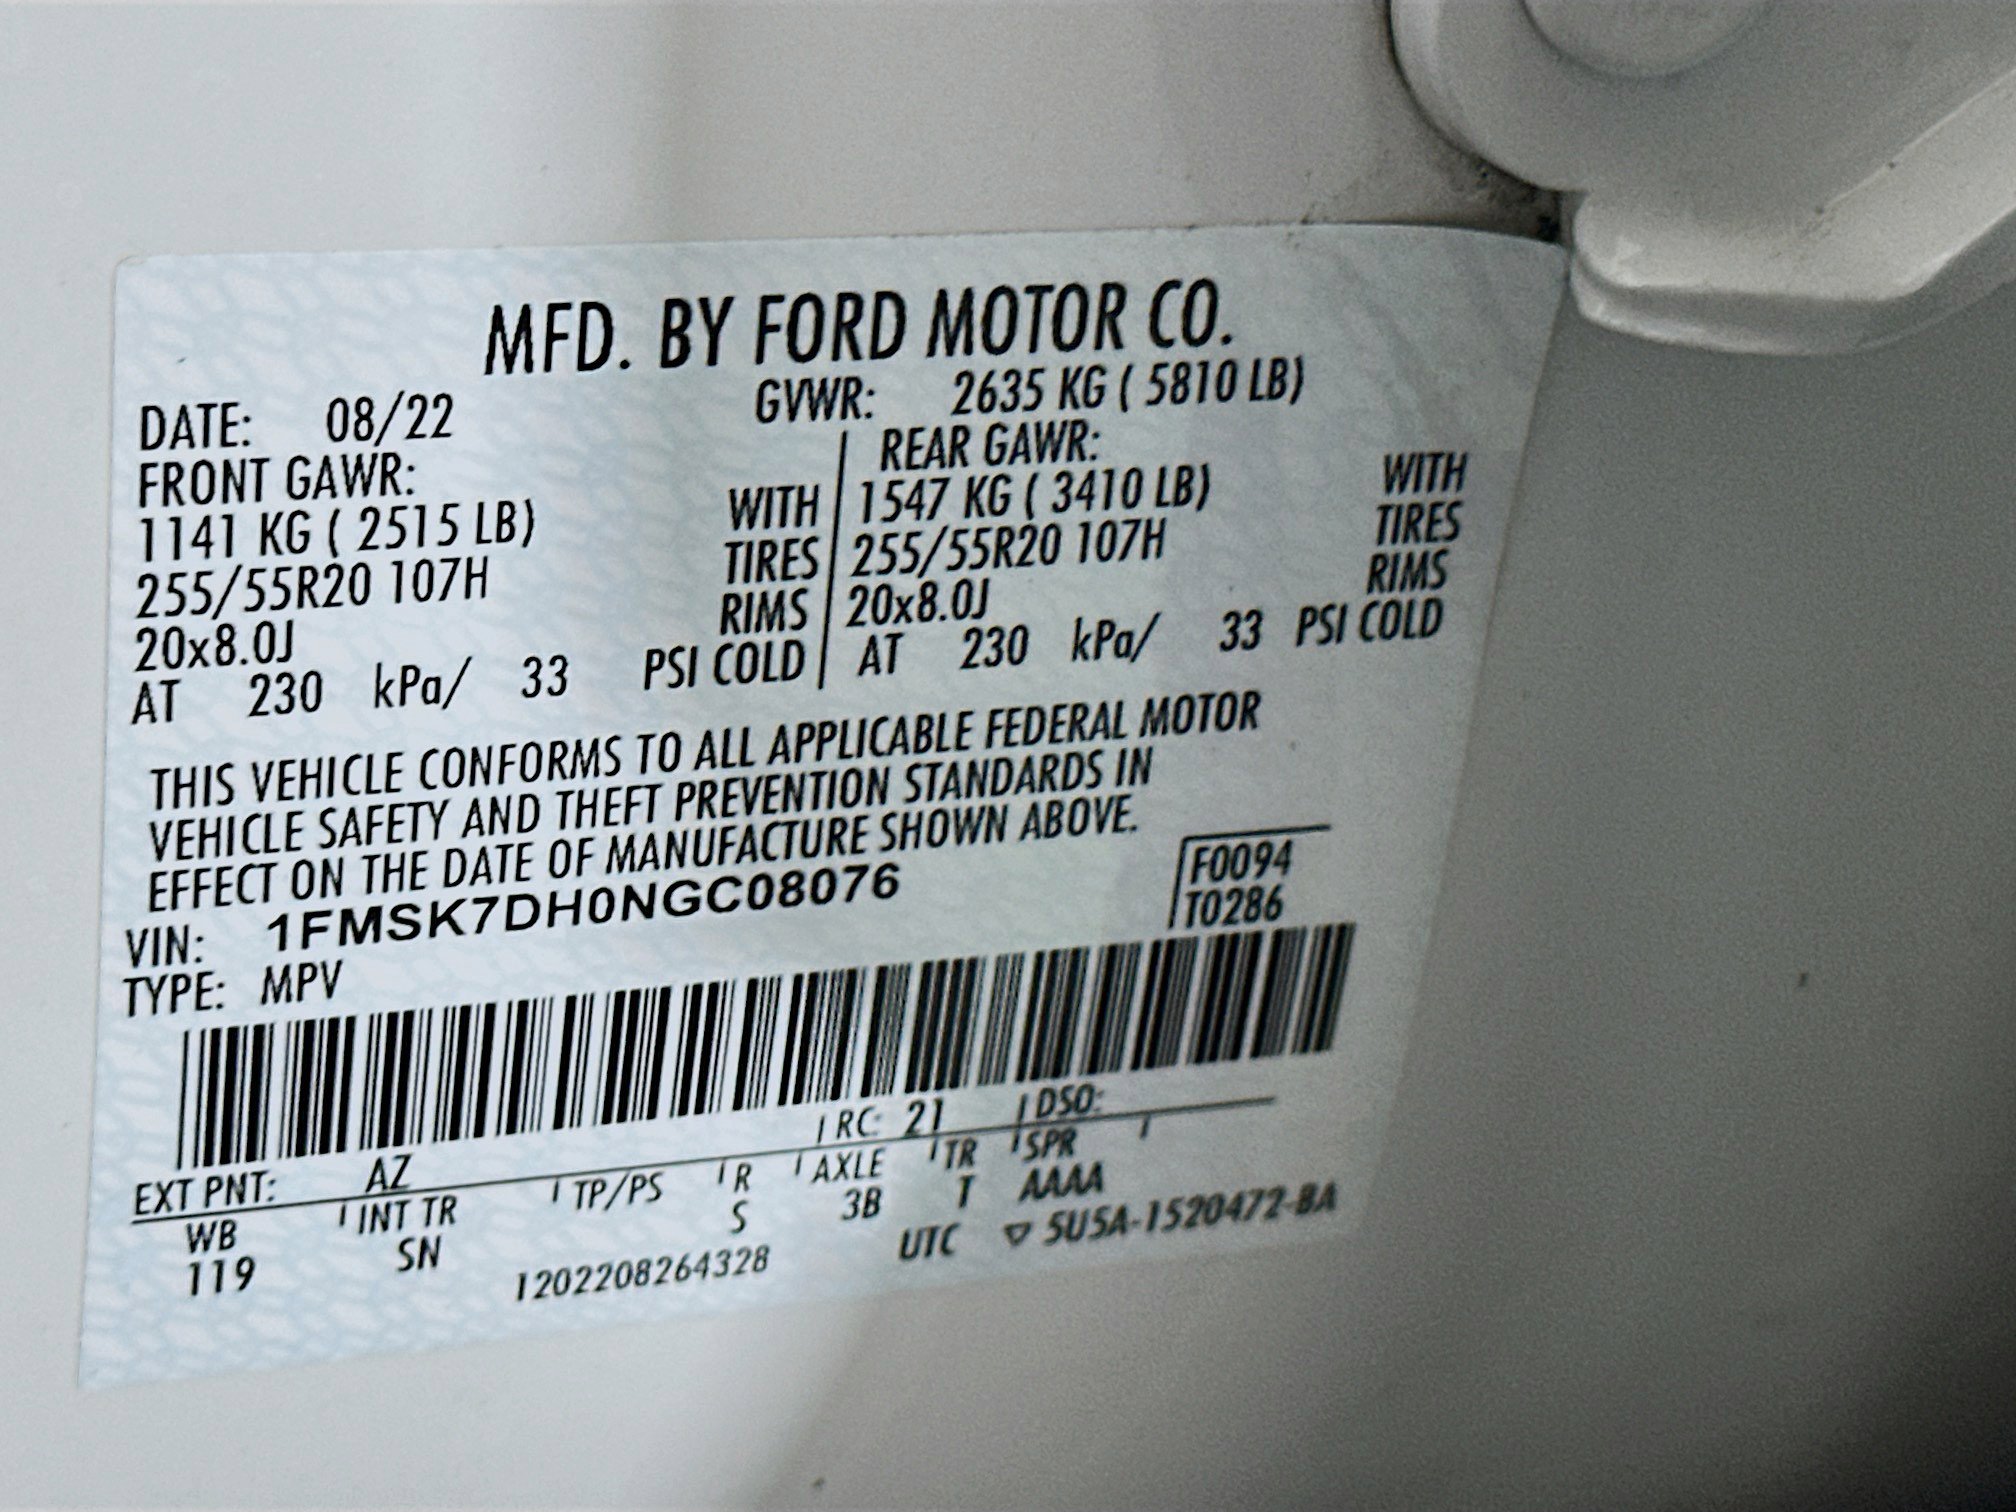 MFD. BY FORD MOTOR CO.
DATE: 08/22 GVWR: 2635 KG ( 5810 LB)
FRONT GAWR: REAR GAWR:
1141 KG ( 2515 LB) WITH 1547 KG ( 3410 LB) WITH
255/55R20 107H TIRES 255/55R20 107H TIRES
20x8.0J RIMS 20x8.0J RIMS
AT 230 kPa/ 33 PSI COLD AT 230 kPa/ 33 PSI COLD
THIS VEHICLE CONFORMS TO ALL APPLICABLE FEDERAL MOTOR
VEHICLE SAFETY AND THEFT PREVENTION STANDARDS IN
EFFECT ON THE DATE OF MANUFACTURE SHOWN ABOVE.
VIN: 1FMSK7DH0NGC08076 F0094
TYPE: MPV T0286
EXT PNT: AZ RC: 21 DSO:
WB INT TR TP/PS R AXLE TR SPR
119 SN S 3B T AAAA
1202208264328 UTC ▽ 5U5A-1520472-BA